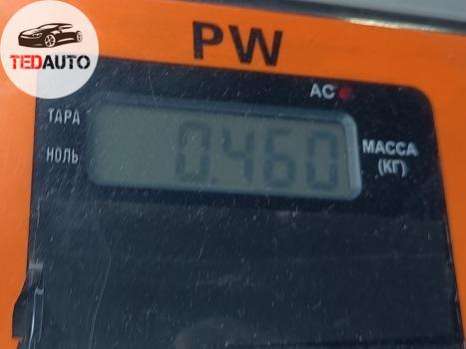 TEDAUTO
PW
AC
ТАРА
НОЛЬ
0.460
МАССА
(КГ)